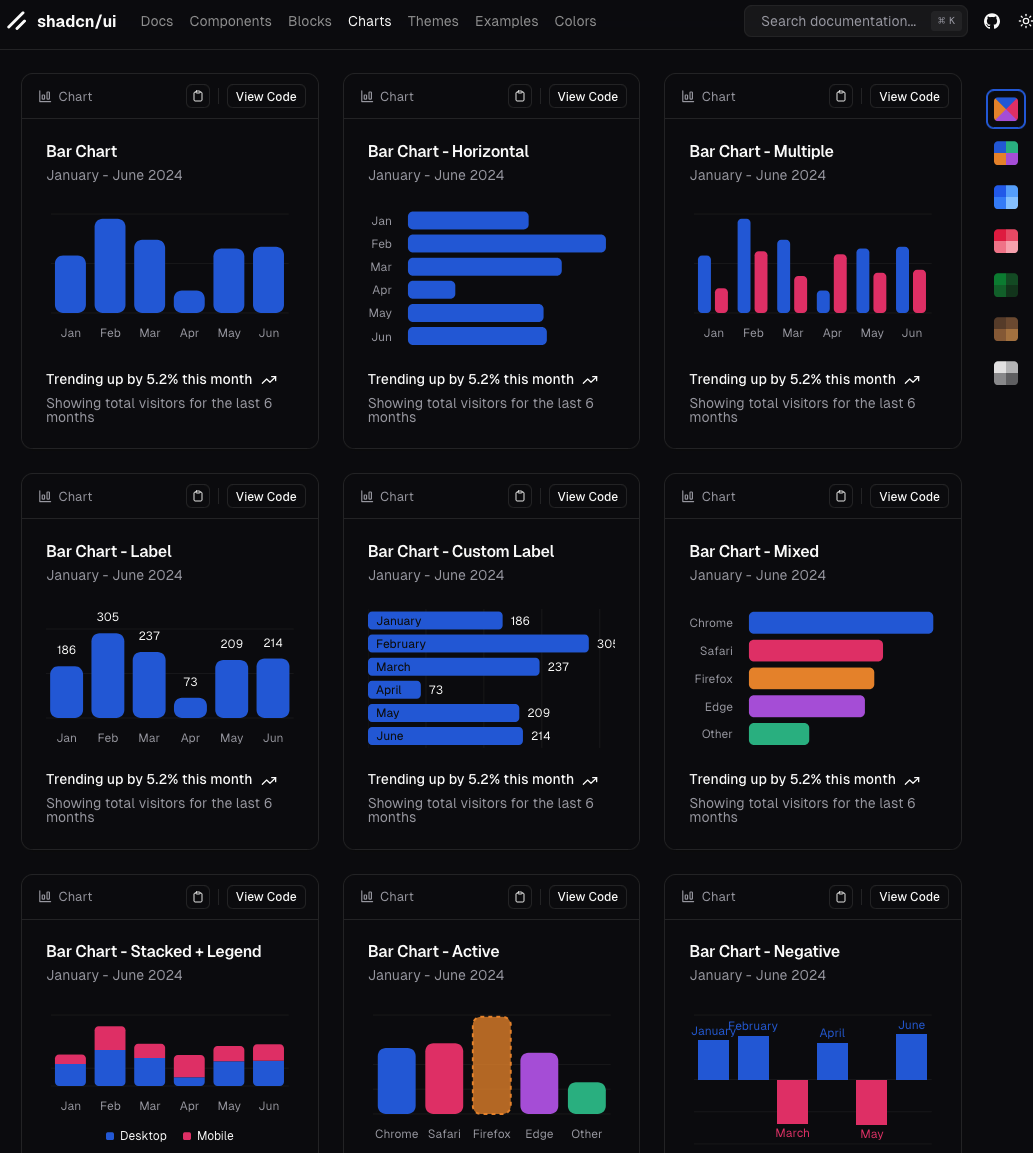 shadcn/ui Docs Components Blocks Charts Themes Examples Colors Search documentation... ⌘ K
Chart View Code
Bar Chart
January - June 2024
Jan Feb Mar Apr May Jun
Trending up by 5.2% this month
Showing total visitors for the last 6
months
Chart View Code
Bar Chart - Horizontal
January - June 2024
Jan
Feb
Mar
Apr
May
Jun
Trending up by 5.2% this month
Showing total visitors for the last 6
months
Chart View Code
Bar Chart - Multiple
January - June 2024
Jan Feb Mar Apr May Jun
Trending up by 5.2% this month
Showing total visitors for the last 6
months
Chart View Code
Bar Chart - Label
January - June 2024
186 305 237 73 209 214
Jan Feb Mar Apr May Jun
Trending up by 5.2% this month
Showing total visitors for the last 6
months
Chart View Code
Bar Chart - Custom Label
January - June 2024
January 186
February 305
March 237
April 73
May 209
June 214
Trending up by 5.2% this month
Showing total visitors for the last 6
months
Chart View Code
Bar Chart - Mixed
January - June 2024
Chrome
Safari
Firefox
Edge
Other
Trending up by 5.2% this month
Showing total visitors for the last 6
months
Chart View Code
Bar Chart - Stacked + Legend
January - June 2024
Jan Feb Mar Apr May Jun
Desktop Mobile
Chart View Code
Bar Chart - Active
January - June 2024
Chrome Safari Firefox Edge Other
Chart View Code
Bar Chart - Negative
January - June 2024
January February April June
March May